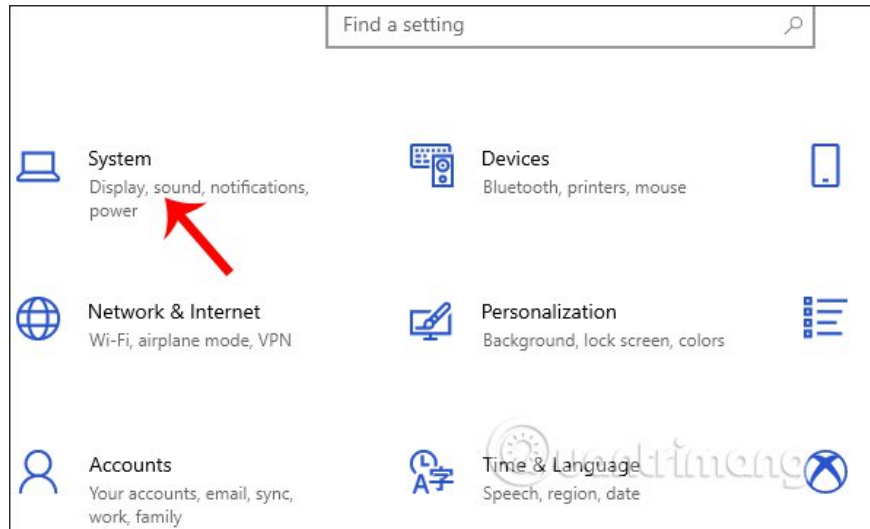 Find a setting
System
Display, sound, notifications,
power
Devices
Bluetooth, printers, mouse
Network & Internet
Wi-Fi, airplane mode, VPN
Personalization
Background, lock screen, colors
Accounts
Your accounts, email, sync,
work, family
Time & Language
Speech, region, date
Quantrimang